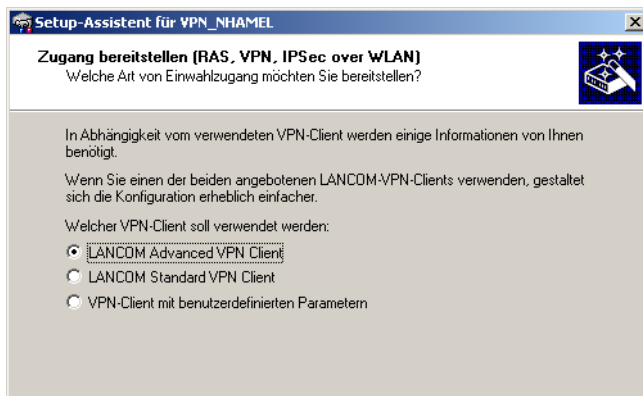 Setup-Assistent für VPN_NHAMEL
Zugang bereitstellen (RAS, VPN, IPSec over WLAN)
Welche Art von Einwahlzugang möchten Sie bereitstellen?
In Abhängigkeit vom verwendeten VPN-Client werden einige Informationen von Ihnen
benötigt.
Wenn Sie einen der beiden angebotenen LANCOM-VPN-Clients verwenden, gestaltet
sich die Konfiguration erheblich einfacher.
Welcher VPN-Client soll verwendet werden:
LANCOM Advanced VPN Client
LANCOM Standard VPN Client
VPN-Client mit benutzerdefinierten Parametern